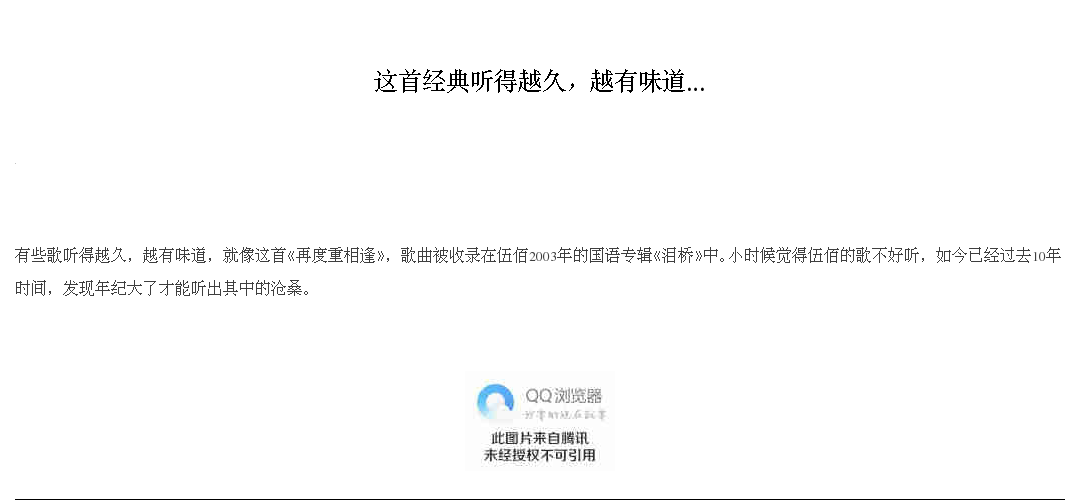 这首经典听得越久，越有味道...
有些歌听得越久，越有味道，就像这首《再度重相逢》，歌曲被收录在伍佰2003年的国语专辑《泪桥》中。小时候觉得伍佰的歌不好听，如今已经过去10年
时间，发现年纪大了才能听出其中的沧桑。
QQ浏览器
此图片来自腾讯
未经授权不可引用